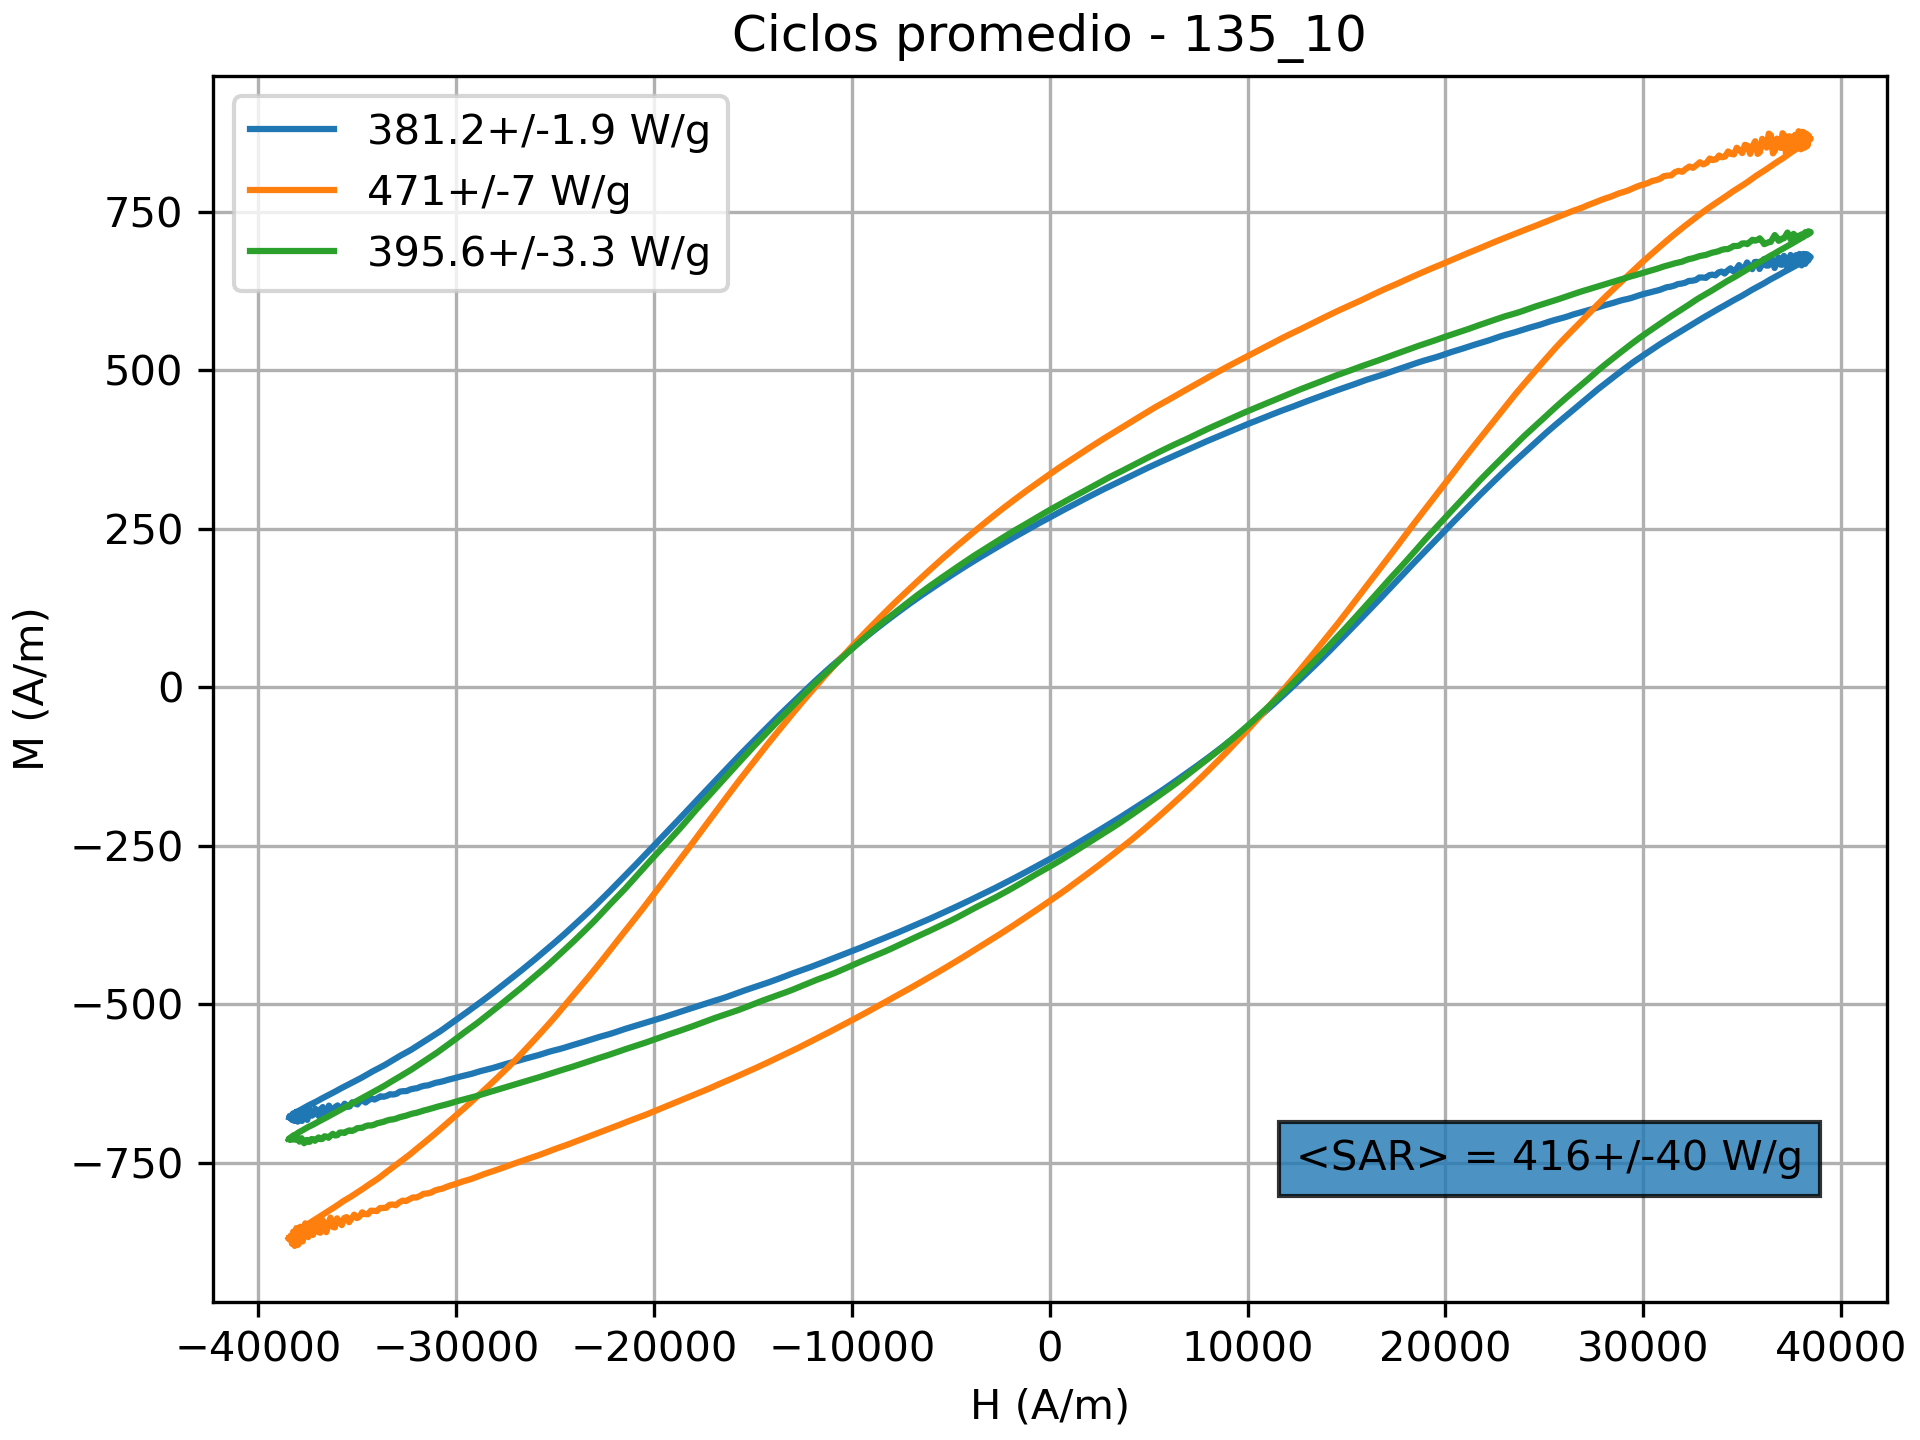 Ciclos promedio - 135_10
381.2+/-1.9 W/g
471+/-7 W/g
395.6+/-3.3 W/g
M (A/m)
750
500
250
0
−250
−500
−750
<SAR> = 416+/-40 W/g
−40000 −30000 −20000 −10000 0 10000 20000 30000 40000
H (A/m)